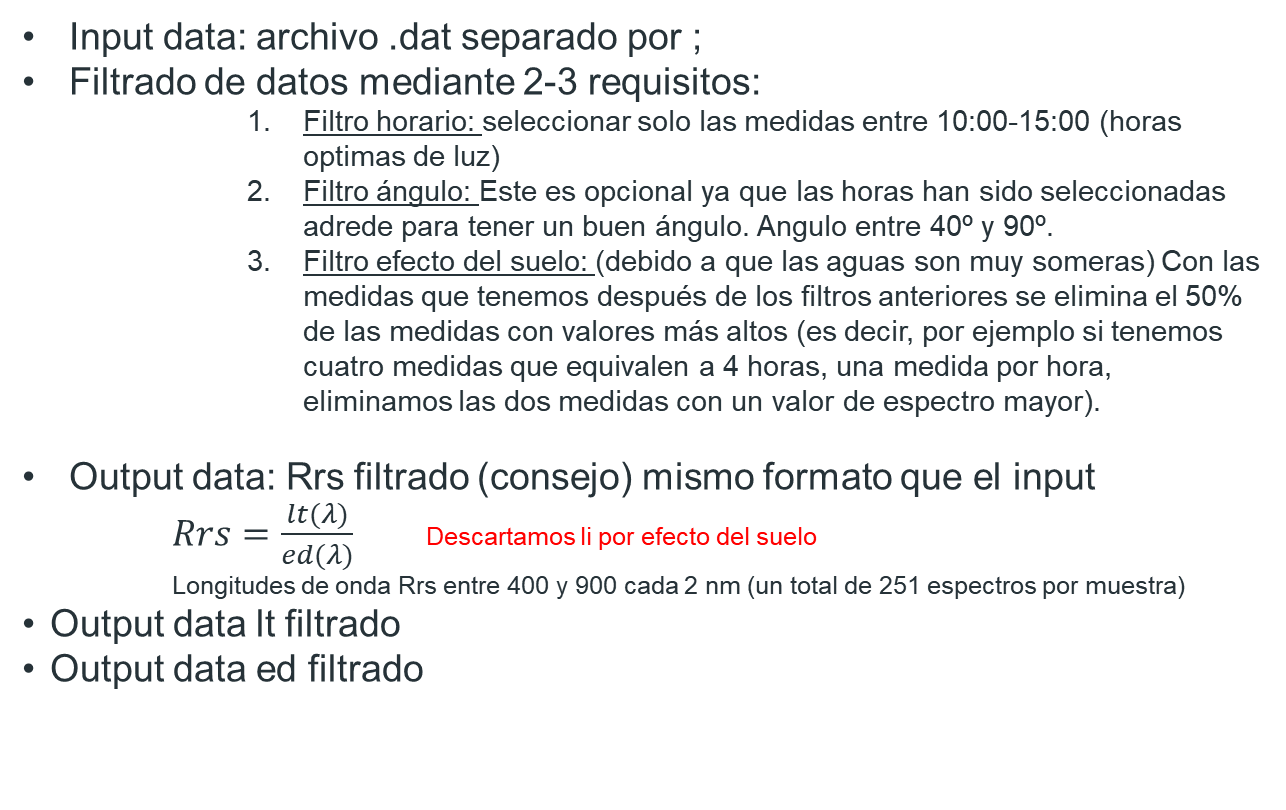 • Input data: archivo .dat separado por ;
• Filtrado de datos mediante 2-3 requisitos:
1. Filtro horario: seleccionar solo las medidas entre 10:00-15:00 (horas
optimas de luz)
2. Filtro ángulo: Este es opcional ya que las horas han sido seleccionadas
adrede para tener un buen ángulo. Angulo entre 40º y 90º.
3. Filtro efecto del suelo: (debido a que las aguas son muy someras) Con las
medidas que tenemos después de los filtros anteriores se elimina el 50%
de las medidas con valores más altos (es decir, por ejemplo si tenemos
cuatro medidas que equivalen a 4 horas, una medida por hora,
eliminamos las dos medidas con un valor de espectro mayor).
• Output data: Rrs filtrado (consejo) mismo formato que el input
Rrs = lt(λ)/ed(λ) Descartamos li por efecto del suelo
Longitudes de onda Rrs entre 400 y 900 cada 2 nm (un total de 251 espectros por muestra)
• Output data lt filtrado
• Output data ed filtrado